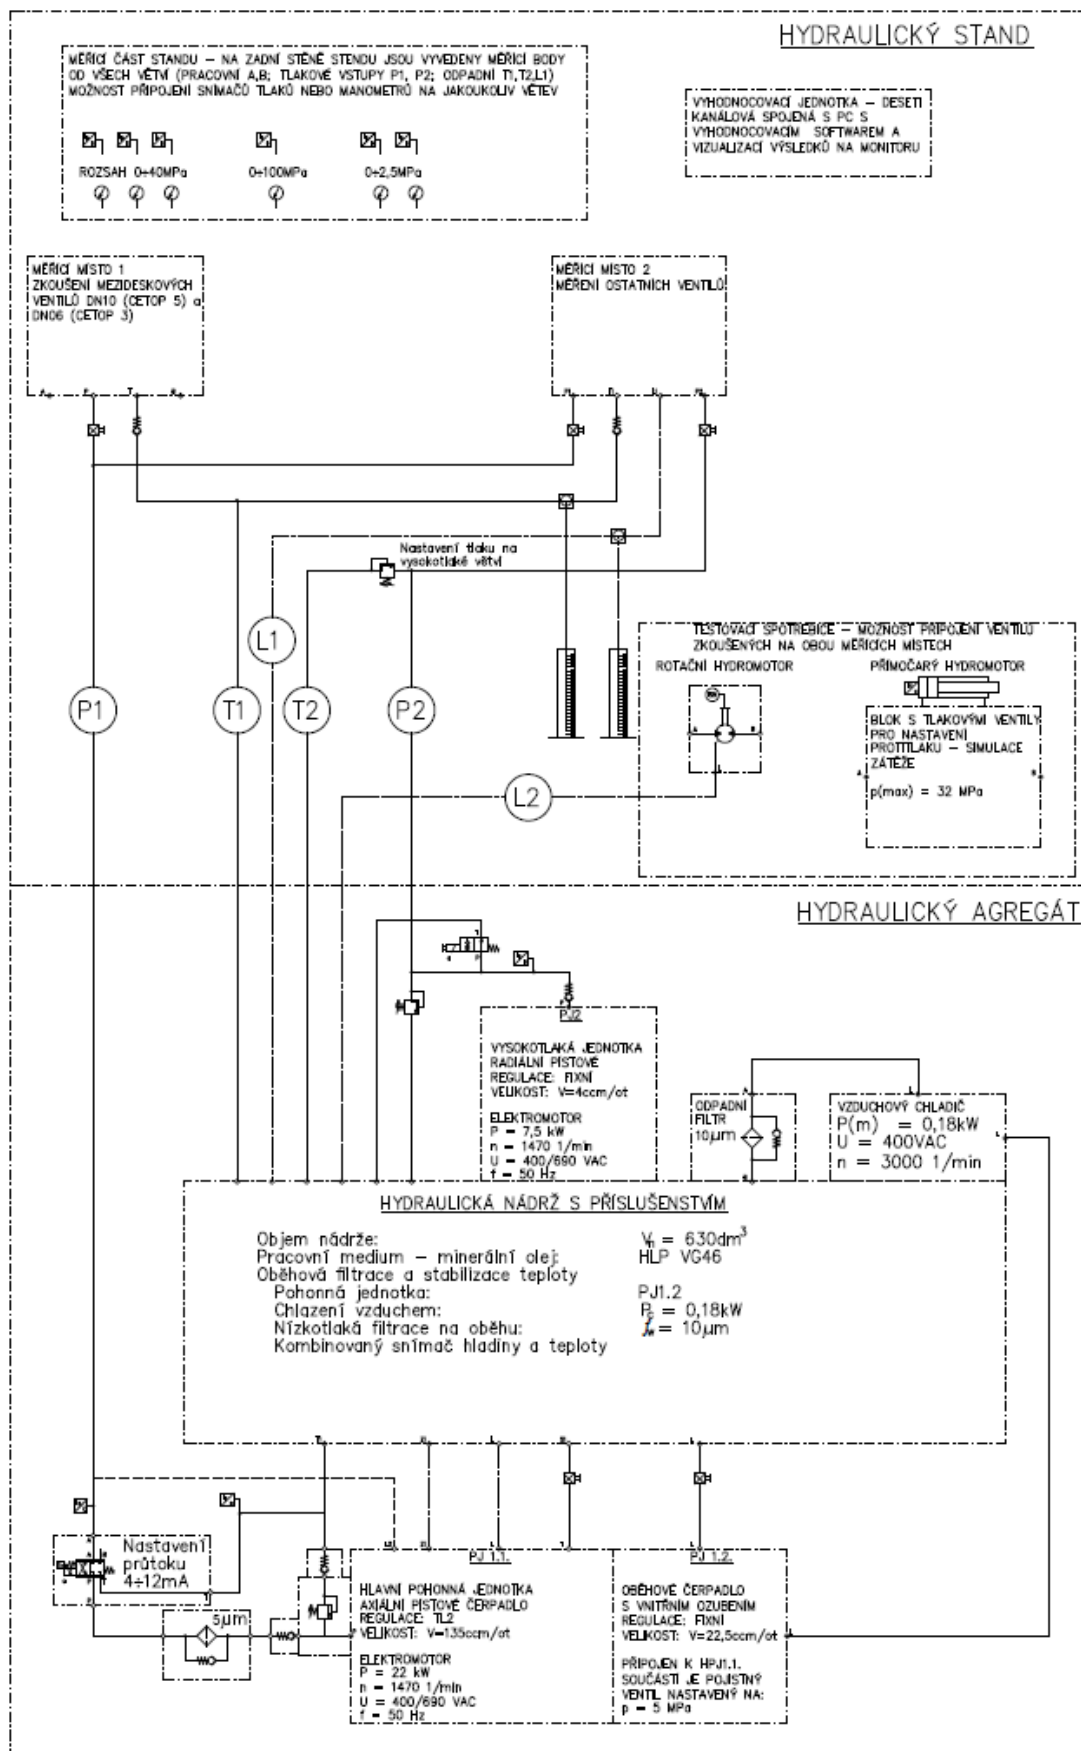 HYDRAULICKÝ STAND
MĚŘÍCÍ ČÁST STANDU – NA ZADNÍ STĚNĚ STENDU JSOU VYVEDENY MĚŘÍCÍ BODY
OD VŠECH VĚTVÍ (PRACOVNÍ A,B; TLAKOVÉ VSTUPY P1, P2; ODPADNÍ T1,T2,L1)
MOŽNOST PŘIPOJENÍ SNÍMAČŮ TLAKŮ NEBO MANOMETRŮ NA JAKOUKOLIV VĚTEV
ROZSAH 0÷40MPa
0÷100MPa
0÷2,5MPa
VYHODNOCOVACÍ JEDNOTKA – DESETI
KANÁLOVÁ SPOJENÁ S PC S
VYHODNOCOVACÍM SOFTWAREM A
VIZUALIZACÍ VÝSLEDKŮ NA MONITORU
MĚŘÍCÍ MÍSTO 1
ZKOUŠENÍ MEZIDESKOVÝCH
VENTILŮ DN10 (CETOP 5) a
DN06 (CETOP 3)
MĚŘÍCÍ MÍSTO 2
MĚŘENÍ OSTATNÍCH VENTILŮ
Nastavení tlaku na
vysokotlaké větvi
L1
P1
T1
T2
P2
L2
TESTOVACÍ SPOTŘEBIČE – MOŽNOST PŘIPOJENÍ VENTILŮ
ZKOUŠENÝCH NA OBOU MĚŘÍCÍCH MÍSTECH
ROTAČNÍ HYDROMOTOR
PŘÍMOČARÝ HYDROMOTOR
BLOK S TLAKOVÝMI VENTILY
PRO NASTAVENÍ
PROTITLAKU – SIMULACE
ZÁTĚŽE
p(max) = 32 MPa
HYDRAULICKÝ AGREGÁT
PJ2
VYSOKOTLAKÁ JEDNOTKA
RADIÁLNÍ PÍSTOVÉ
REGULACE: FIXNÍ
VELIKOST: V=4ccm/ot
ELEKTROMOTOR
P = 7,5 kW
n = 1470 1/min
U = 400/690 VAC
f = 50 Hz
ODPADNÍ
FILTR
10µm
VZDUCHOVÝ CHLADIČ
P(m) = 0,18kW
U = 400VAC
n = 3000 1/min
HYDRAULICKÁ NÁDRŽ S PŘÍSLUŠENSTVÍM
Objem nádrže: = 630dm³
Pracovní medium – minerální olej: HLP VG46
Oběhová filtrace a stabilizace teploty
Pohonná jednotka: PJ1.2
Chlazení vzduchem: = 0,18kW
Nízkotlaká filtrace na oběhu: = 10µm
Kombinovaný snímač hladiny a teploty
Nastavení
průtoku
4÷12mA
5µm
PJ 1.1.
HLAVNÍ POHONNÁ JEDNOTKA
AXIÁLNÍ PÍSTOVÉ ČERPADLO
REGULACE: TL2
VELIKOST: V=135ccm/ot
ELEKTROMOTOR
P = 22 kW
n = 1470 1/min
U = 400/690 VAC
f = 50 Hz
PJ 1.2.
OBĚHOVÉ ČERPADLO
S VNITŘNÍM OZUBENÍM
REGULACE: FIXNÍ
VELIKOST: V=22,5ccm/ot
PŘIPOJEN K HPJ1.1.
SOUČÁSTÍ JE POJISTNÝ
VENTIL NASTAVENÝ NA:
p = 5 MPa